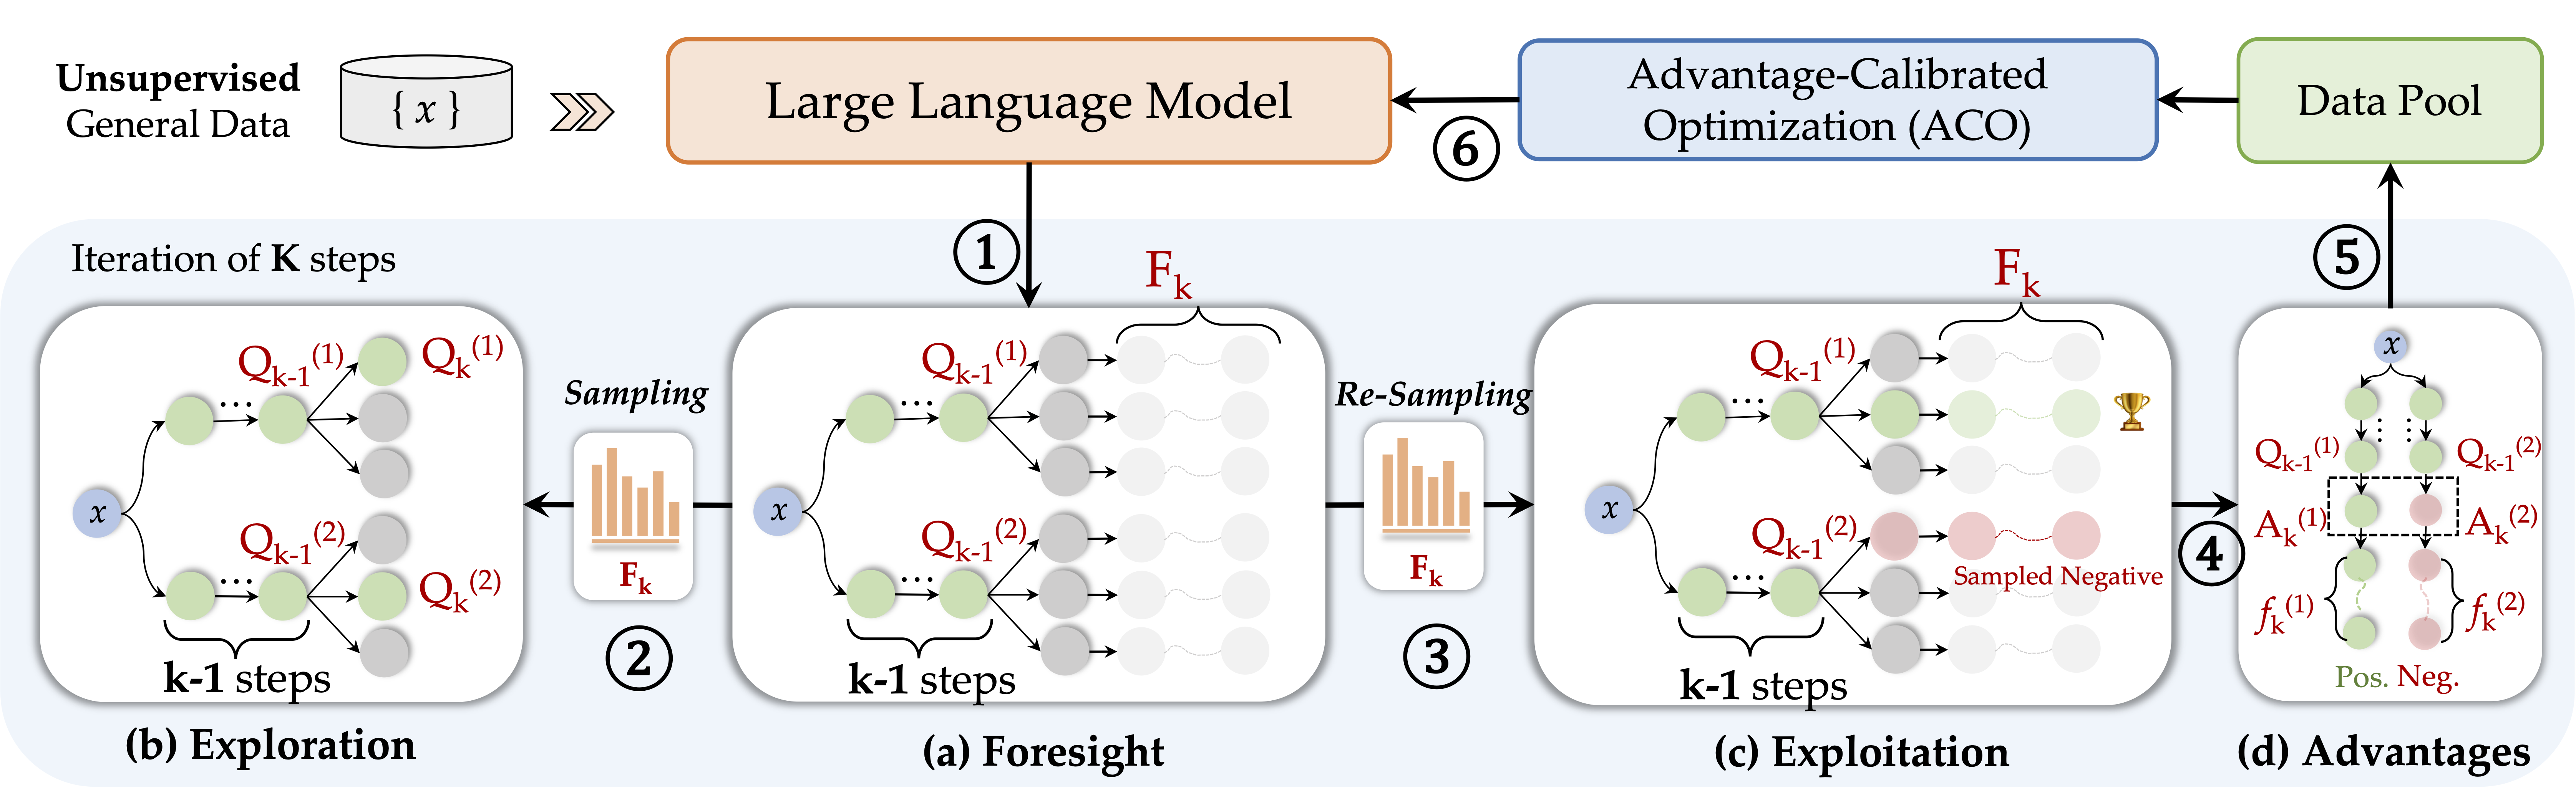 Unsupervised
General Data
{ x }
Large Language Model
Advantage-Calibrated
Optimization (ACO)
Data Pool
⑥
①
⑤
Iteration of K steps
Q_{k-1}^{(1)}
Q_k^{(1)}
...
x
Q_{k-1}^{(2)}
Q_k^{(2)}
...
k-1 steps
(b) Exploration
Sampling
F_k
②
F_k
Q_{k-1}^{(1)}
...
x
Q_{k-1}^{(2)}
...
k-1 steps
(a) Foresight
Re-Sampling
F_k
③
F_k
Q_{k-1}^{(1)}
...
x
Q_{k-1}^{(2)}
...
Sampled Negative
k-1 steps
(c) Exploitation
④
x
Q_{k-1}^{(1)}
Q_{k-1}^{(2)}
A_k^{(1)}
A_k^{(2)}
f_k^{(1)}
f_k^{(2)}
Pos. Neg.
(d) Advantages